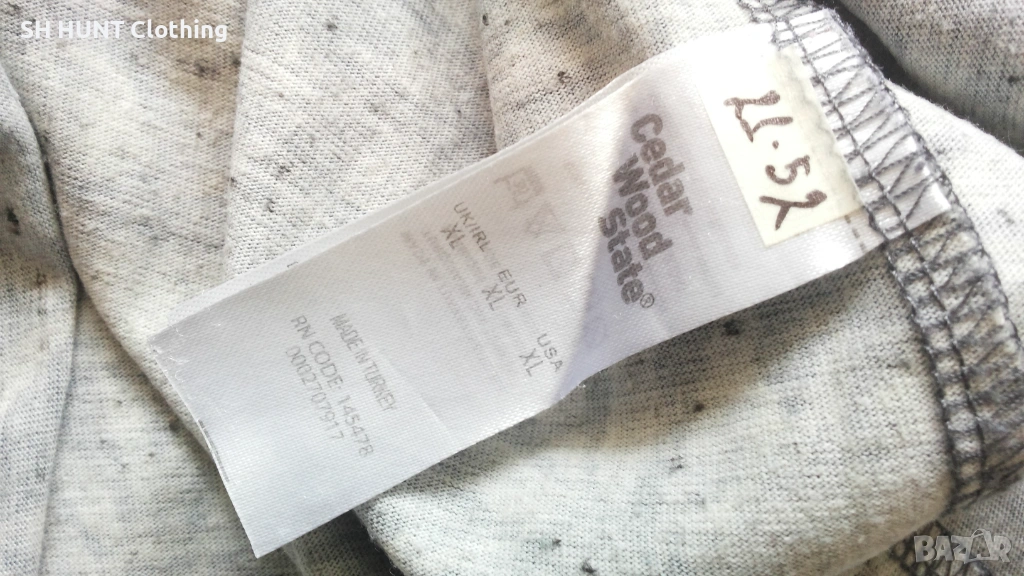 SH HUNT Clothing
Cedar
Wood
State®
UK/IRL EUR USA
XL XL XL
MADE IN TURKEY
RN CODE 145478
0002707917
BAZAR